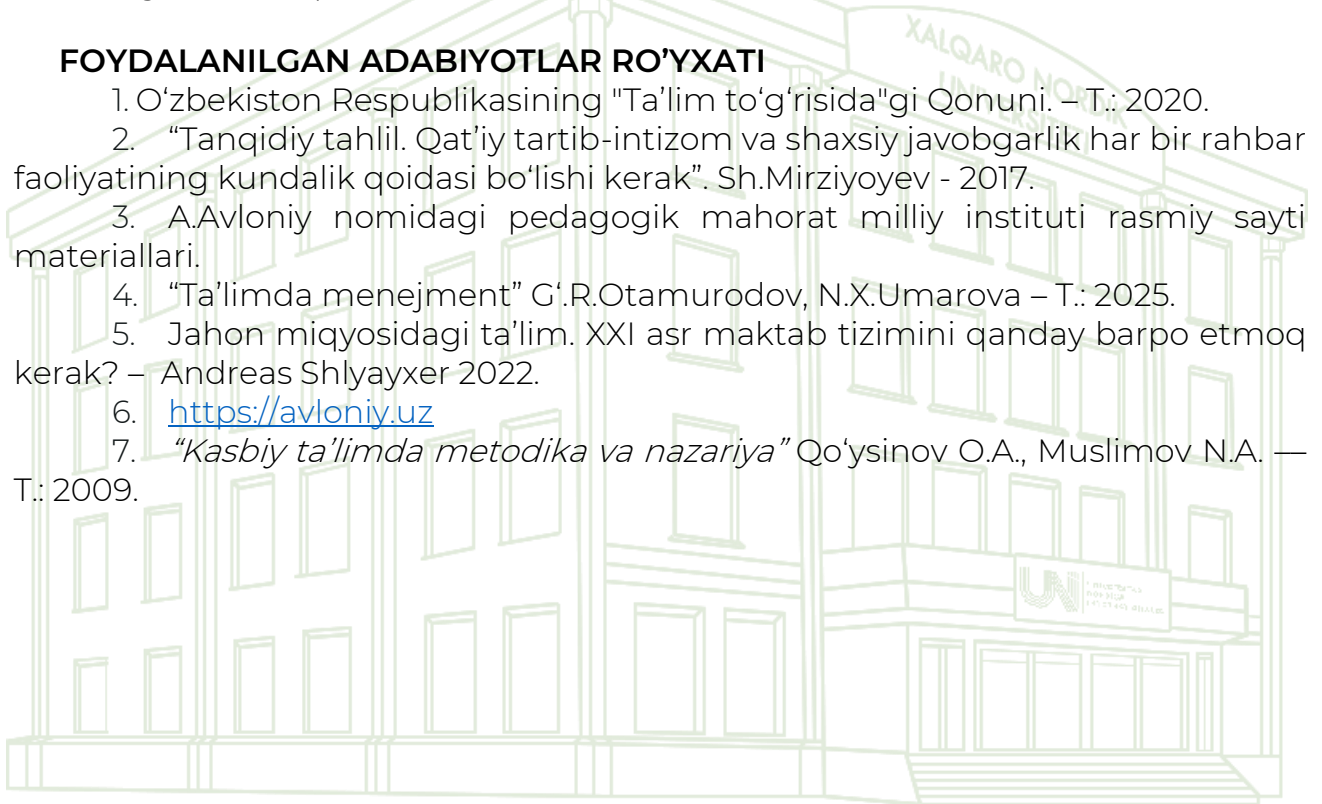 FOYDALANILGAN ADABIYOTLAR RO’YXATI
1. O‘zbekiston Respublikasining "Ta’lim to‘g‘risida"gi Qonuni. – T.: 2020.
2. “Tanqidiy tahlil. Qat’iy tartib-intizom va shaxsiy javobgarlik har bir rahbar
faoliyatining kundalik qoidasi bo‘lishi kerak”. Sh.Mirziyoyev - 2017.
3. A.Avloniy nomidagi pedagogik mahorat milliy instituti rasmiy sayti
materiallari.
4. “Ta’limda menejment” G‘.R.Otamurodov, N.X.Umarova – T.: 2025.
5. Jahon miqyosidagi ta’lim. XXI asr maktab tizimini qanday barpo etmoq
kerak? – Andreas Shlyayxer 2022.
6. https://avloniy.uz
7. “Kasbiy ta’limda metodika va nazariya” Qo‘ysinov O.A., Muslimov N.A. —
T.: 2009.
XALQARO NORDIK
UNIVERSITETI